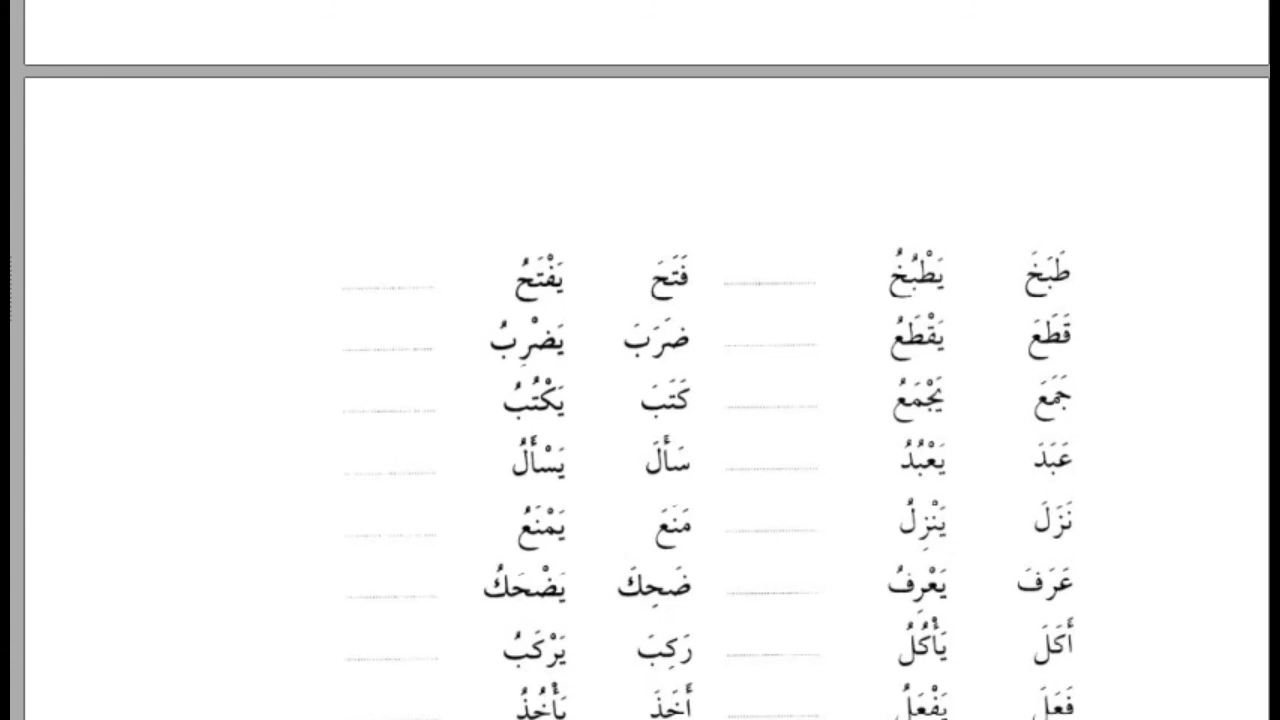 طَبَخَ يَطْبُخُ فَتَحَ يَفْتَحُ
قَطَعَ يَقْطَعُ ضَرَبَ يَضْرِبُ
جَمَعَ يَجْمَعُ كَتَبَ يَكْتُبُ
عَبَدَ يَعْبُدُ سَأَلَ يَسْأَلُ
نَزَلَ يَنْزِلُ مَنَعَ يَمْنَعُ
عَرَفَ يَعْرِفُ ضَحِكَ يَضْحَكُ
أَكَلَ يَأْكُلُ رَكِبَ يَرْكَبُ
فَعَلَ يَفْعَلُ أَخَذَ يَأْخُذُ